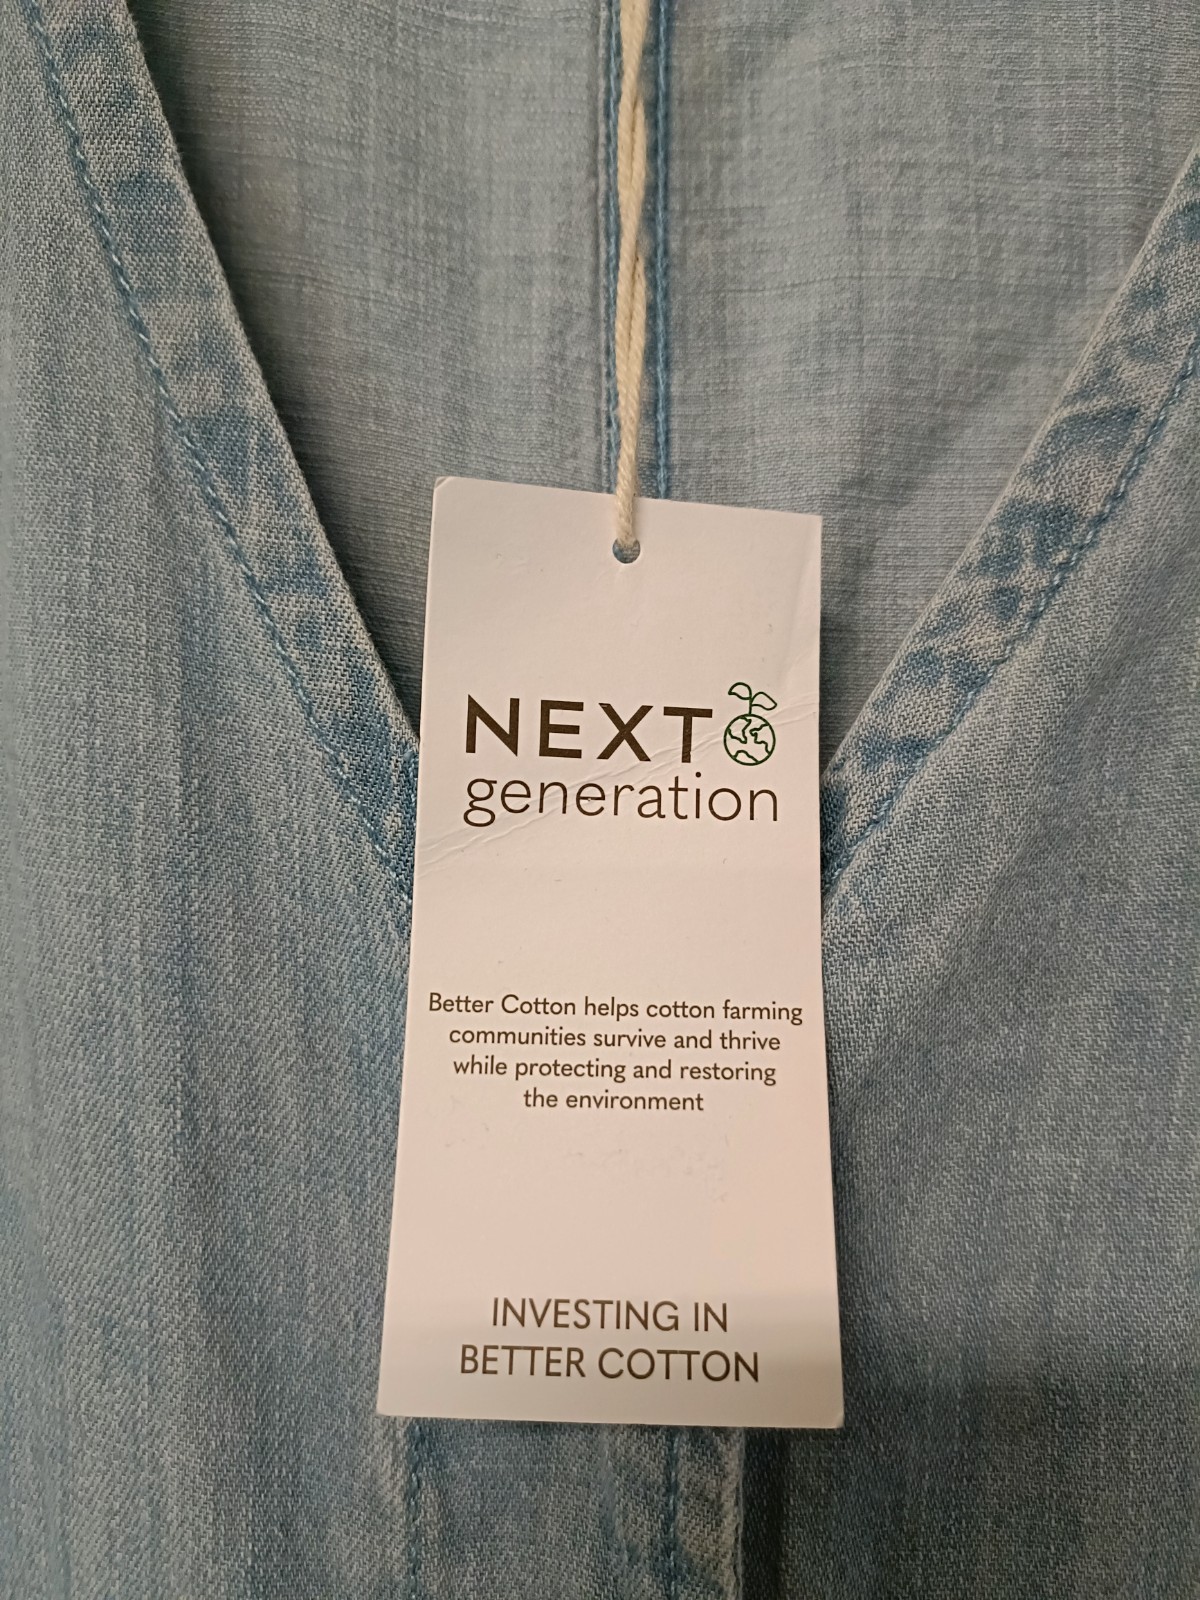 NEXT
generation
Better Cotton helps cotton farming
communities survive and thrive
while protecting and restoring
the environment
INVESTING IN
BETTER COTTON